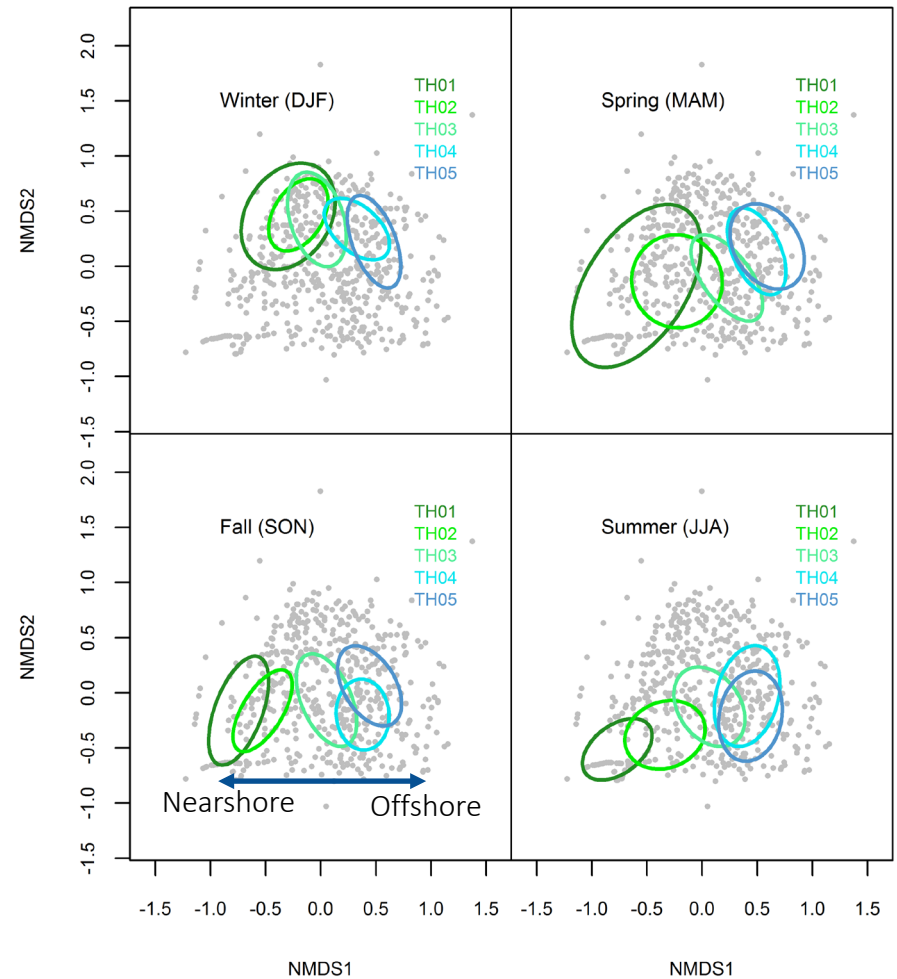 Winter (DJF)
TH01
TH02
TH03
TH04
TH05
Spring (MAM)
TH01
TH02
TH03
TH04
TH05
NMDS2
2.0
1.5
1.0
0.5
0.0
-0.5
-1.0
-1.5
Fall (SON)
TH01
TH02
TH03
TH04
TH05
Nearshore
Offshore
Summer (JJA)
TH01
TH02
TH03
TH04
TH05
NMDS2
2.0
1.5
1.0
0.5
0.0
-0.5
-1.0
-1.5
-1.5 -1.0 -0.5 0.0 0.5 1.0 -1.5 -1.0 -0.5 0.0 0.5 1.0
NMDS1 NMDS1